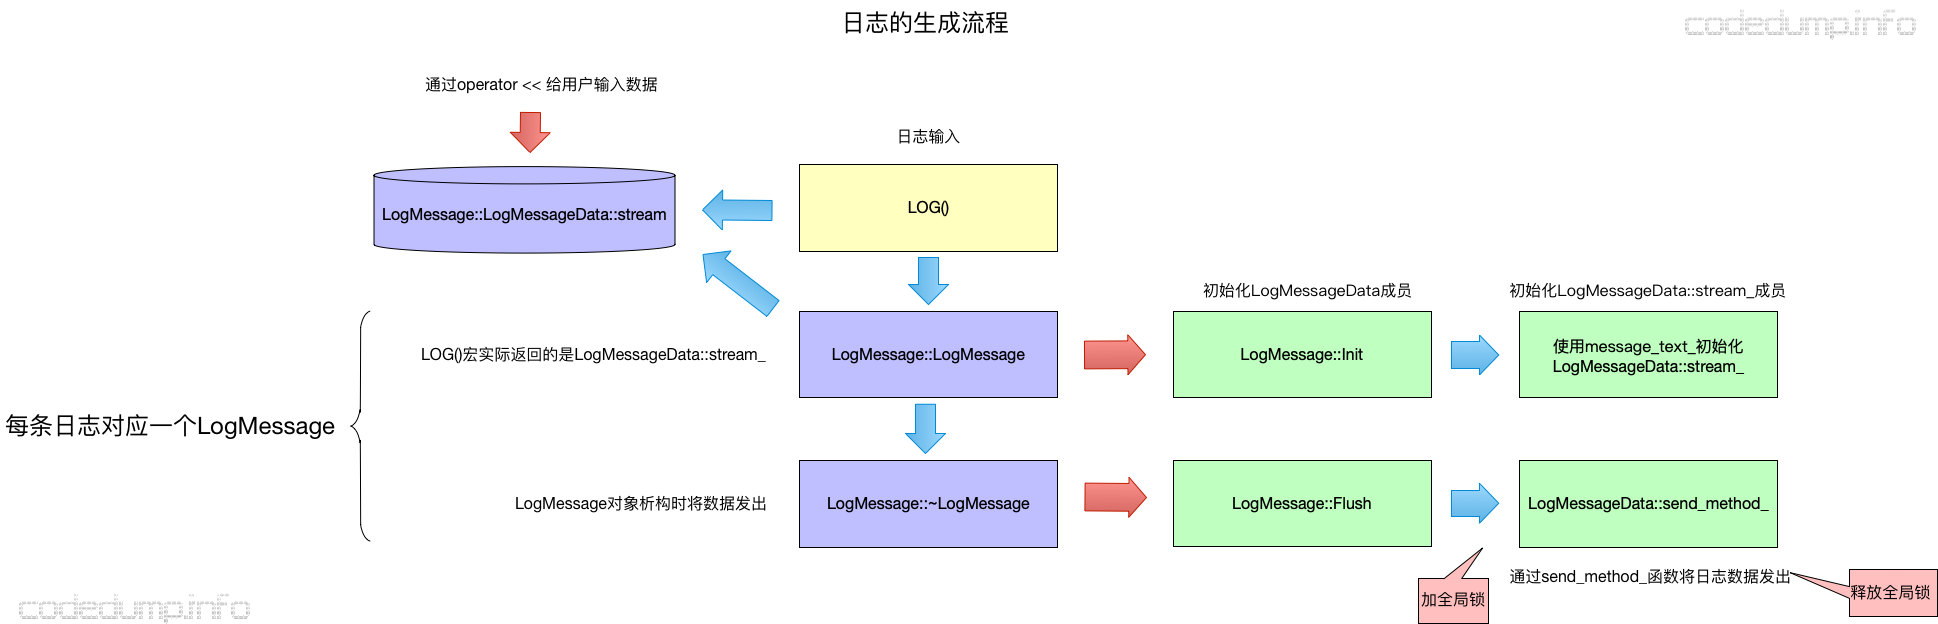 日志的生成流程
codedump.info
通过operator << 给用户输入数据
日志输入
LogMessage::LogMessageData::stream
LOG()
初始化LogMessageData成员
初始化LogMessageData::stream_成员
LOG()宏实际返回的是LogMessageData::stream_
LogMessage::LogMessage
LogMessage::Init
使用message_text_初始化
LogMessageData::stream_
每条日志对应一个LogMessage
LogMessage对象析构时将数据发出
LogMessage::~LogMessage
LogMessage::Flush
LogMessageData::send_method_
通过send_method_函数将日志数据发出
加全局锁
释放全局锁
codedump.info